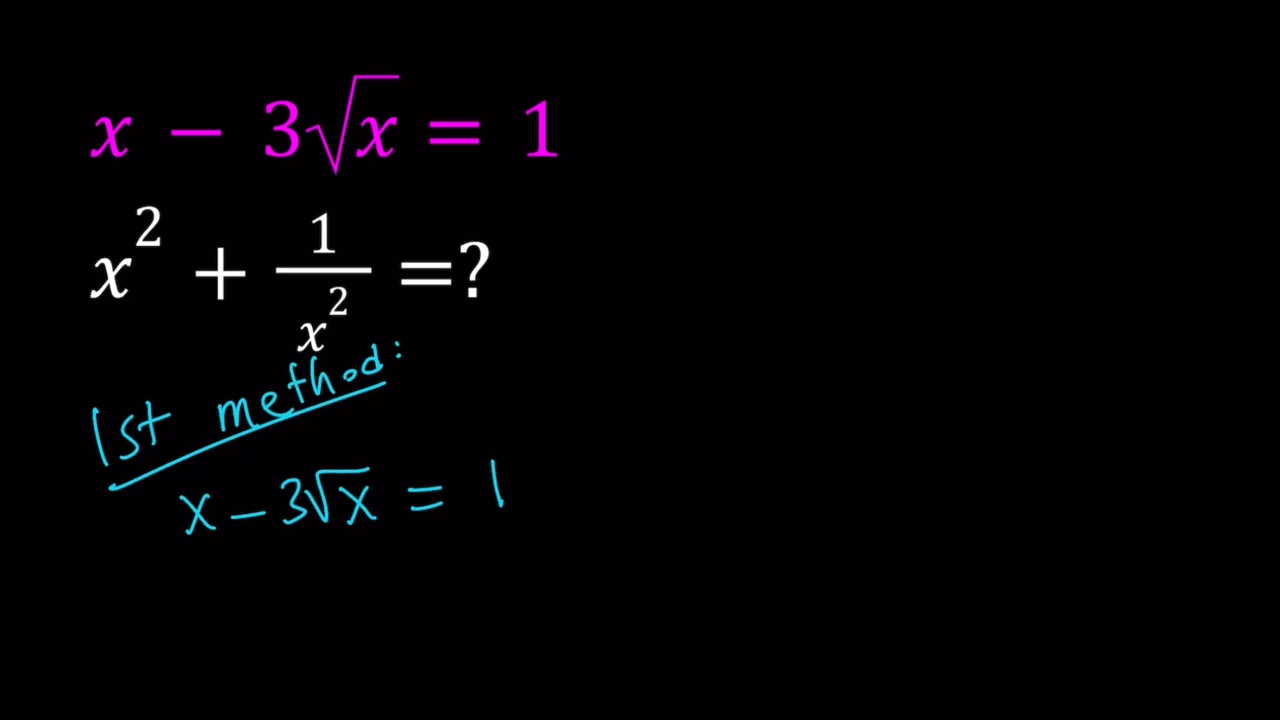 x − 3√x = 1
x² + 1/x² =?
1st method:
x − 3√x = 1